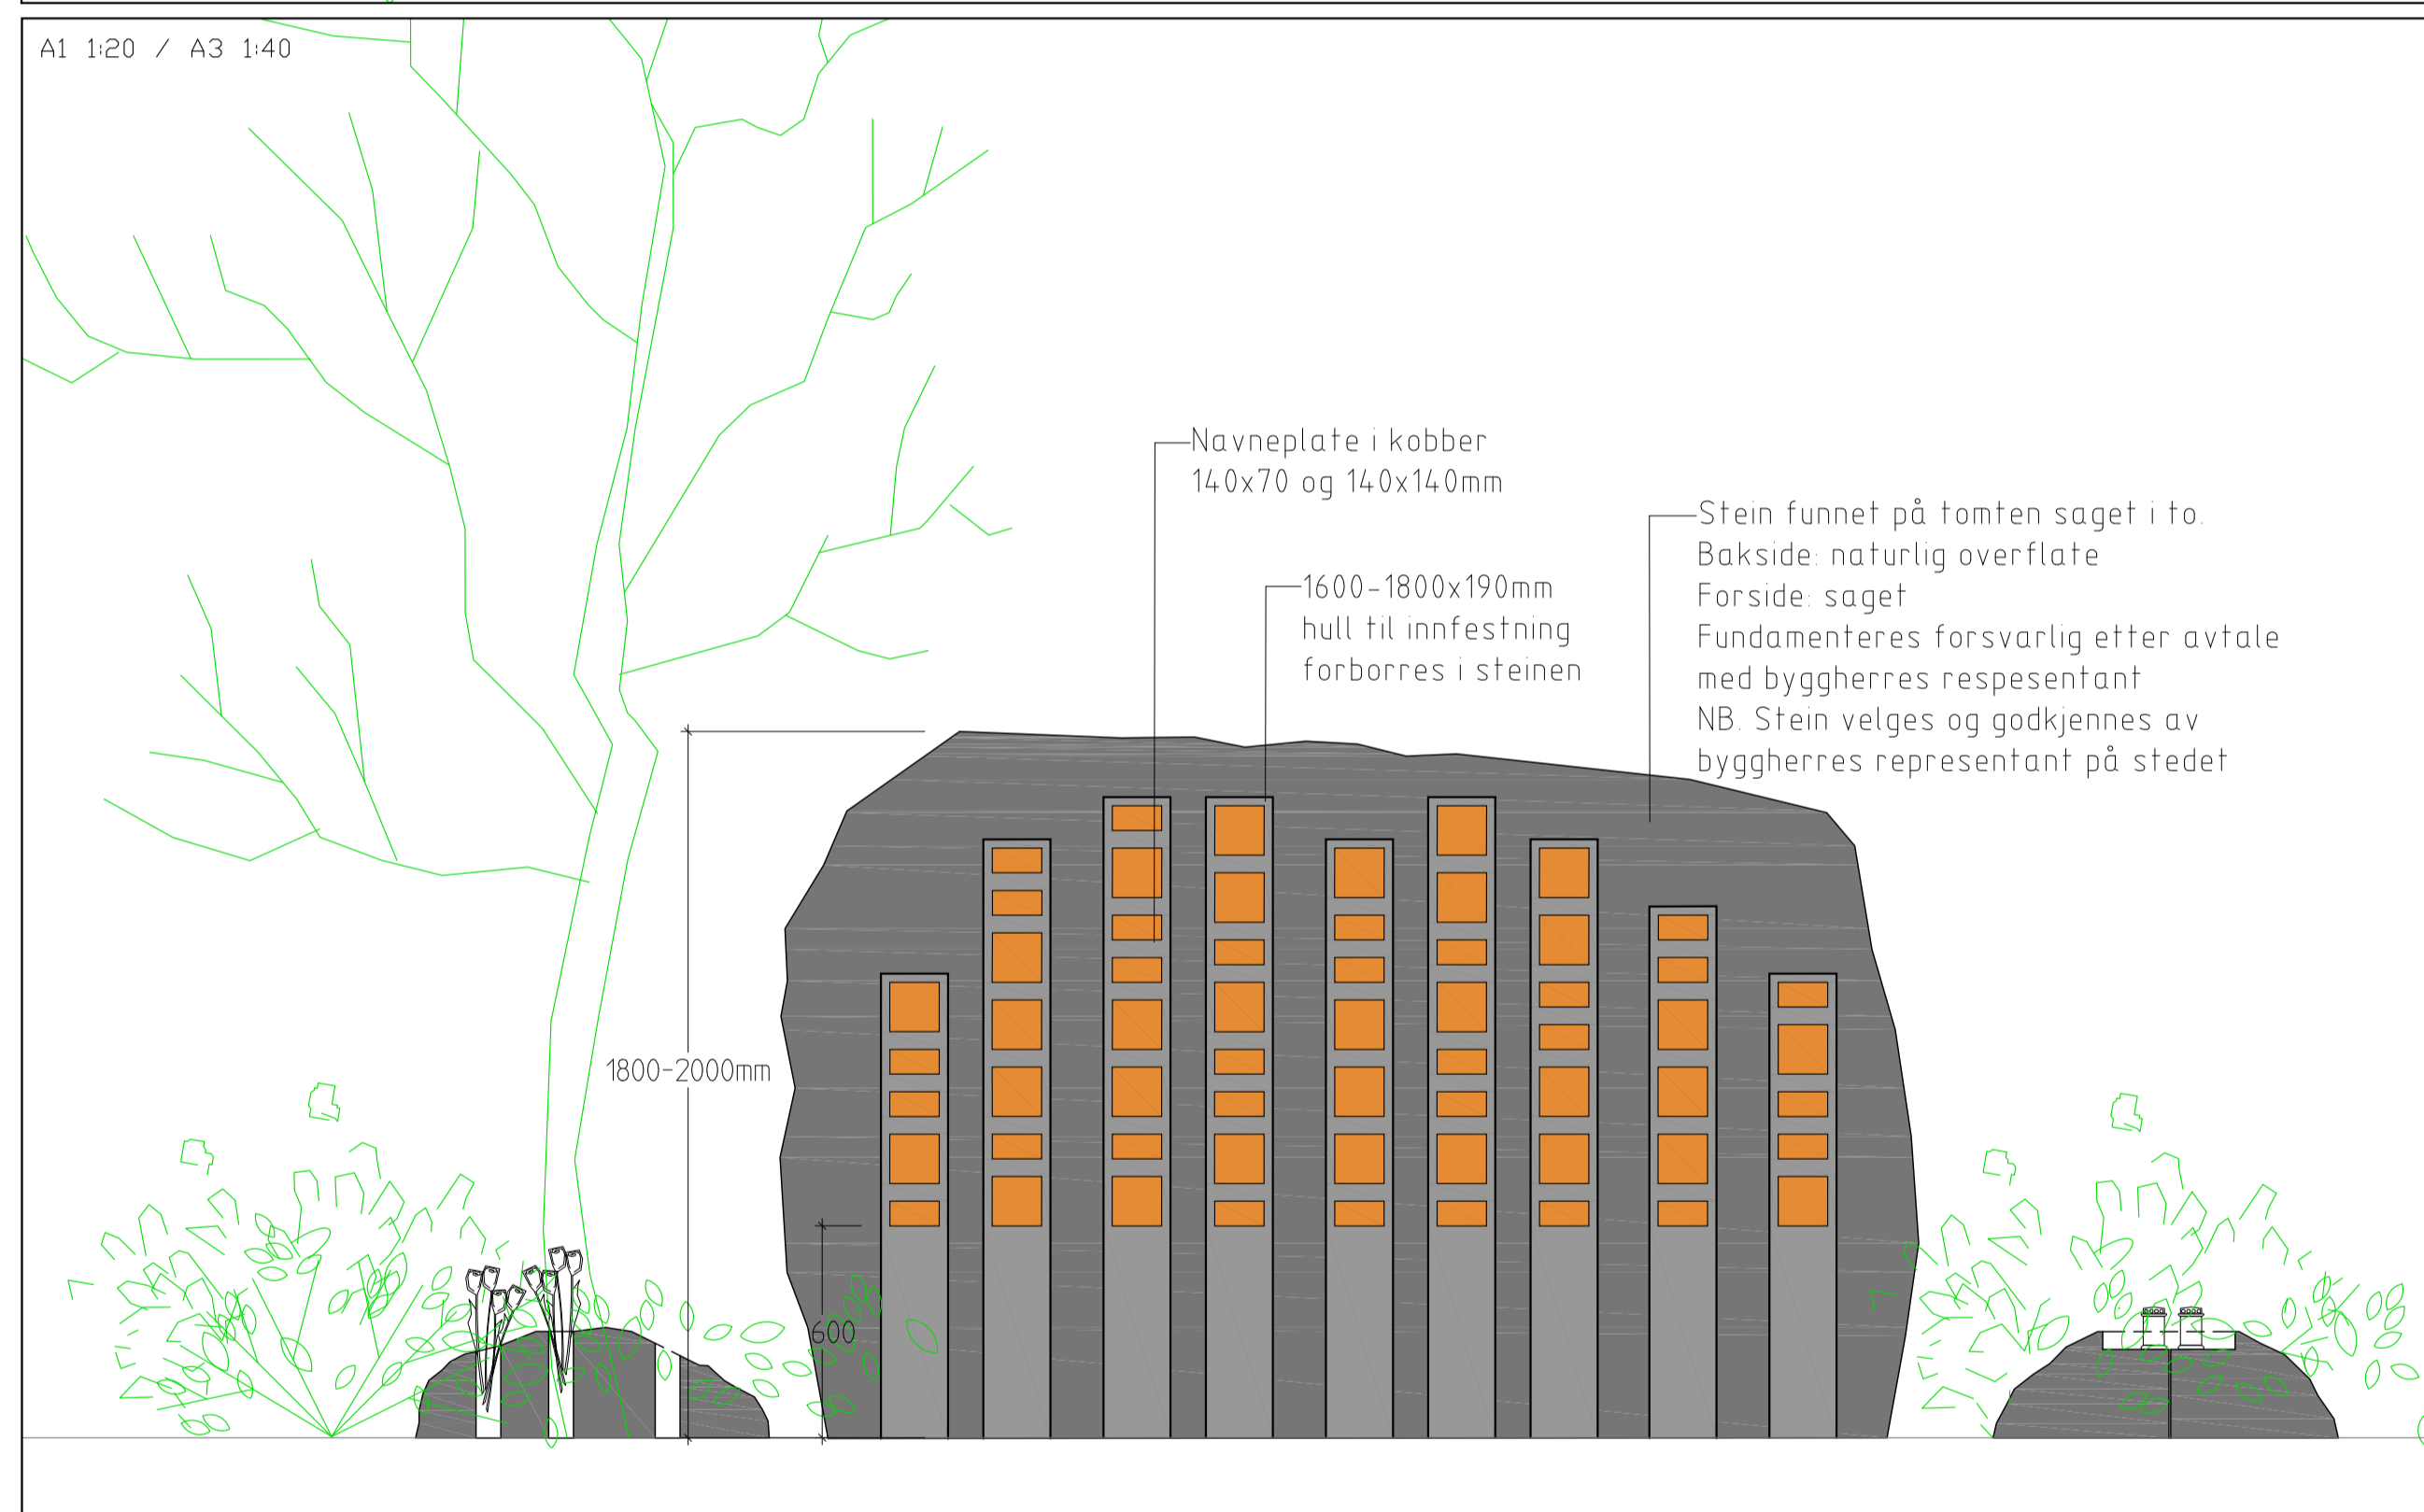 A1 1:20 / A3 1:40
Navneplate i kobber
140x70 og 140x140mm
1600-1800x190mm
hull til innfestning
forborres i steinen
Stein funnet på tomten saget i to.
Bakside: naturlig overflate
Forside: saget
Fundamenteres forsvarlig etter avtale
med byggherres respesentant
NB. Stein velges og godkjennes av
byggherres representant på stedet
1800-2000mm
600